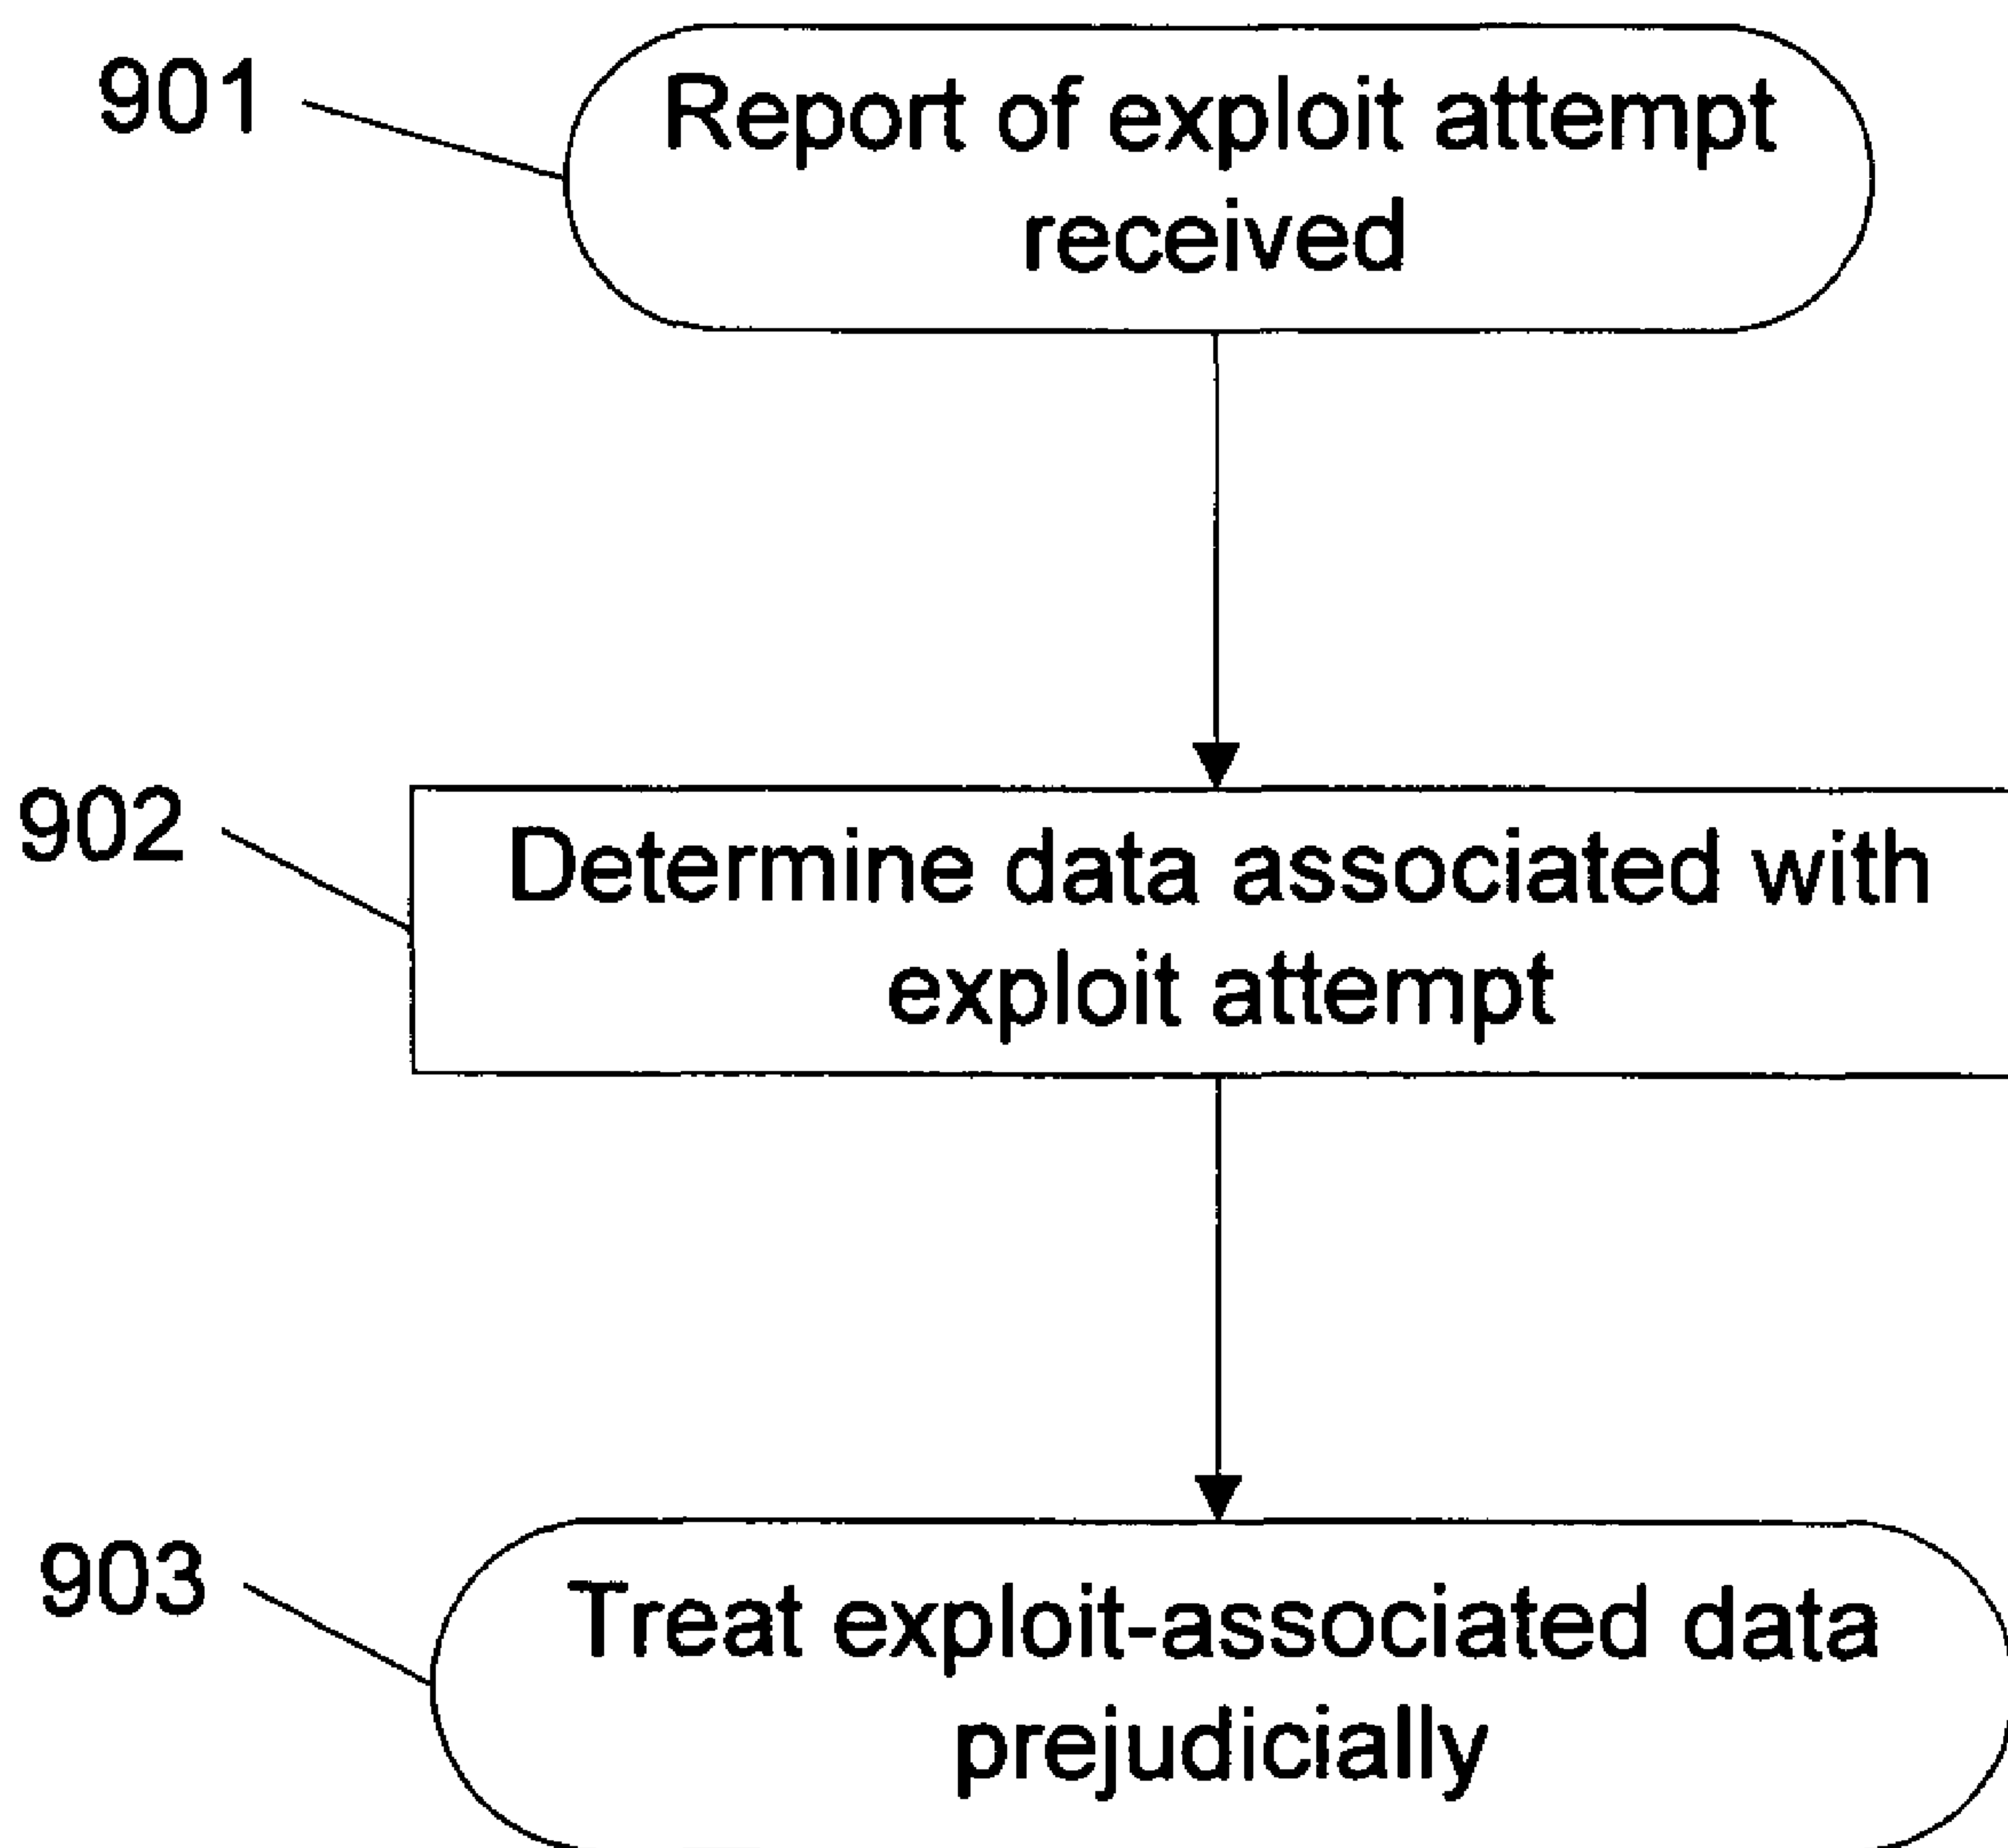 901
Report of exploit attempt
received
902
Determine data associated with
exploit attempt
903
Treat exploit-associated data
prejudicially